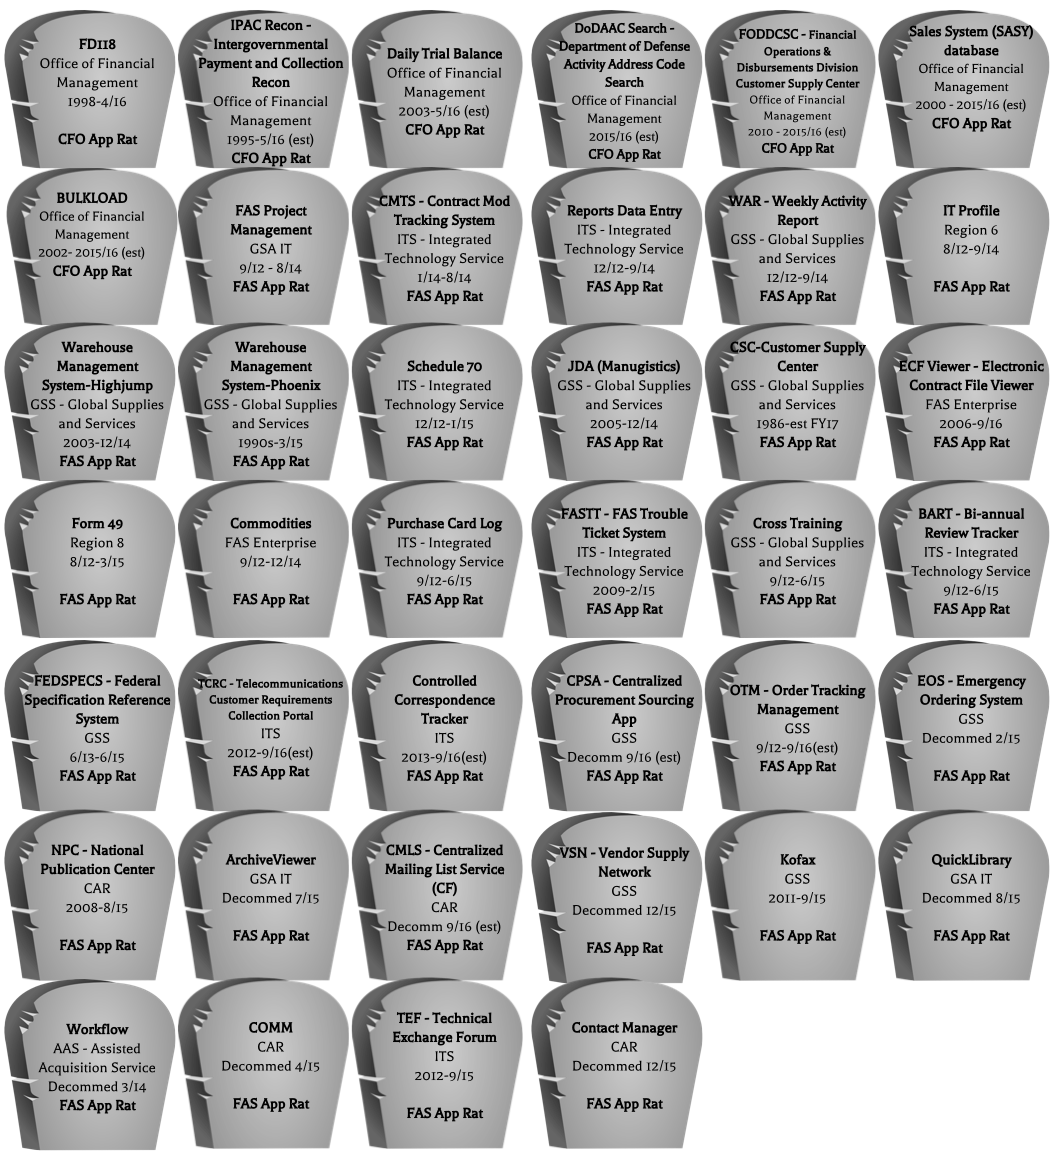 FD118
Office of Financial
Management
1998-4/16
CFO App Rat
IPAC Recon -
Intergovernmental
Payment and Collection
Recon
Office of Financial
Management
1995-5/16 (est)
CFO App Rat
Daily Trial Balance
Office of Financial
Management
2003-5/16 (est)
CFO App Rat
DoDAAC Search -
Department of Defense
Activity Address Code
Search
Office of Financial
Management
2015/16 (est)
CFO App Rat
FODDCSC - Financial
Operations &
Disbursements Division
Customer Supply Center
Office of Financial
Management
2010 - 2015/16 (est)
CFO App Rat
Sales System (SASY)
database
Office of Financial
Management
2000 - 2015/16 (est)
CFO App Rat
BULKLOAD
Office of Financial
Management
2002- 2015/16 (est)
CFO App Rat
FAS Project
Management
GSA IT
9/12 - 8/14
FAS App Rat
CMTS - Contract Mod
Tracking System
ITS - Integrated
Technology Service
1/14-8/14
FAS App Rat
Reports Data Entry
ITS - Integrated
Technology Service
12/12-9/14
FAS App Rat
WAR - Weekly Activity
Report
GSS - Global Supplies
and Services
12/12-9/14
FAS App Rat
IT Profile
Region 6
8/12-9/14
FAS App Rat
Warehouse
Management
System-Highjump
GSS - Global Supplies
and Services
2003-12/14
FAS App Rat
Warehouse
Management
System-Phoenix
GSS - Global Supplies
and Services
1990s-3/15
FAS App Rat
Schedule 70
ITS - Integrated
Technology Service
12/12-1/15
FAS App Rat
JDA (Manugistics)
GSS - Global Supplies
and Services
2005-12/14
FAS App Rat
CSC-Customer Supply
Center
GSS - Global Supplies
and Services
1986-est FY17
FAS App Rat
ECF Viewer - Electronic
Contract File Viewer
FAS Enterprise
2006-9/16
FAS App Rat
Form 49
Region 8
8/12-3/15
FAS App Rat
Commodities
FAS Enterprise
9/12-12/14
FAS App Rat
Purchase Card Log
ITS - Integrated
Technology Service
9/12-6/15
FAS App Rat
FASTT - FAS Trouble
Ticket System
ITS - Integrated
Technology Service
2009-2/15
FAS App Rat
Cross Training
GSS - Global Supplies
and Services
9/12-6/15
FAS App Rat
BART - Bi-annual
Review Tracker
ITS - Integrated
Technology Service
9/12-6/15
FAS App Rat
FEDSPECS - Federal
Specification Reference
System
GSS
6/13-6/15
FAS App Rat
TCRC - Telecommunications
Customer Requirements
Collection Portal
ITS
2012-9/16(est)
FAS App Rat
Controlled
Correspondence
Tracker
ITS
2013-9/16(est)
FAS App Rat
CPSA - Centralized
Procurement Sourcing
App
GSS
Decomm 9/16 (est)
FAS App Rat
OTM - Order Tracking
Management
GSS
9/12-9/16(est)
FAS App Rat
EOS - Emergency
Ordering System
GSS
Decommed 2/15
FAS App Rat
NPC - National
Publication Center
CAR
2008-8/15
FAS App Rat
ArchiveViewer
GSA IT
Decommed 7/15
FAS App Rat
CMLS - Centralized
Mailing List Service
(CF)
CAR
Decomm 9/16 (est)
FAS App Rat
VSN - Vendor Supply
Network
GSS
Decommed 12/15
FAS App Rat
Kofax
GSS
2011-9/15
FAS App Rat
QuickLibrary
GSA IT
Decommed 8/15
FAS App Rat
Workflow
AAS - Assisted
Acquisition Service
Decommed 3/14
FAS App Rat
COMM
CAR
Decommed 4/15
FAS App Rat
TEF - Technical
Exchange Forum
ITS
2012-9/15
FAS App Rat
Contact Manager
CAR
Decommed 12/15
FAS App Rat